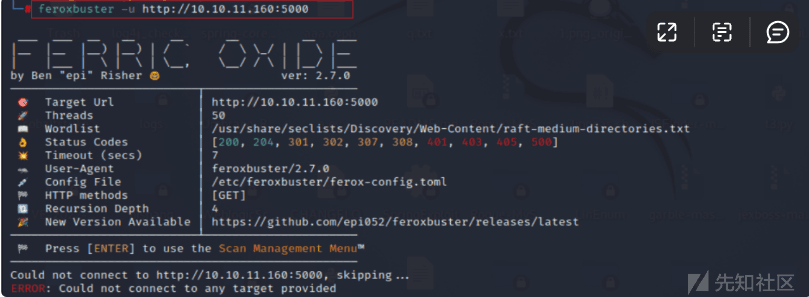 # feroxbuster -u http://10.10.11.160:5000
FERRIC OXIDE
by Ben "epi" Risher 🤓 ver: 2.7.0
🎯 Target Url │ http://10.10.11.160:5000
🚀 Threads │ 50
📖 Wordlist │ /usr/share/seclists/Discovery/Web-Content/raft-medium-directories.txt
👌 Status Codes │ [200, 204, 301, 302, 307, 308, 401, 403, 405, 500]
💥 Timeout (secs) │ 7
🦡 User-Agent │ feroxbuster/2.7.0
💉 Config File │ /etc/feroxbuster/ferox-config.toml
🏁 HTTP methods │ [GET]
🔃 Recursion Depth │ 4
🎉 New Version Available │ https://github.com/epi052/feroxbuster/releases/latest
🏁 Press [ENTER] to use the Scan Management Menu™
Could not connect to http://10.10.11.160:5000, skipping...
ERROR: Could not connect to any target provided
先知社区